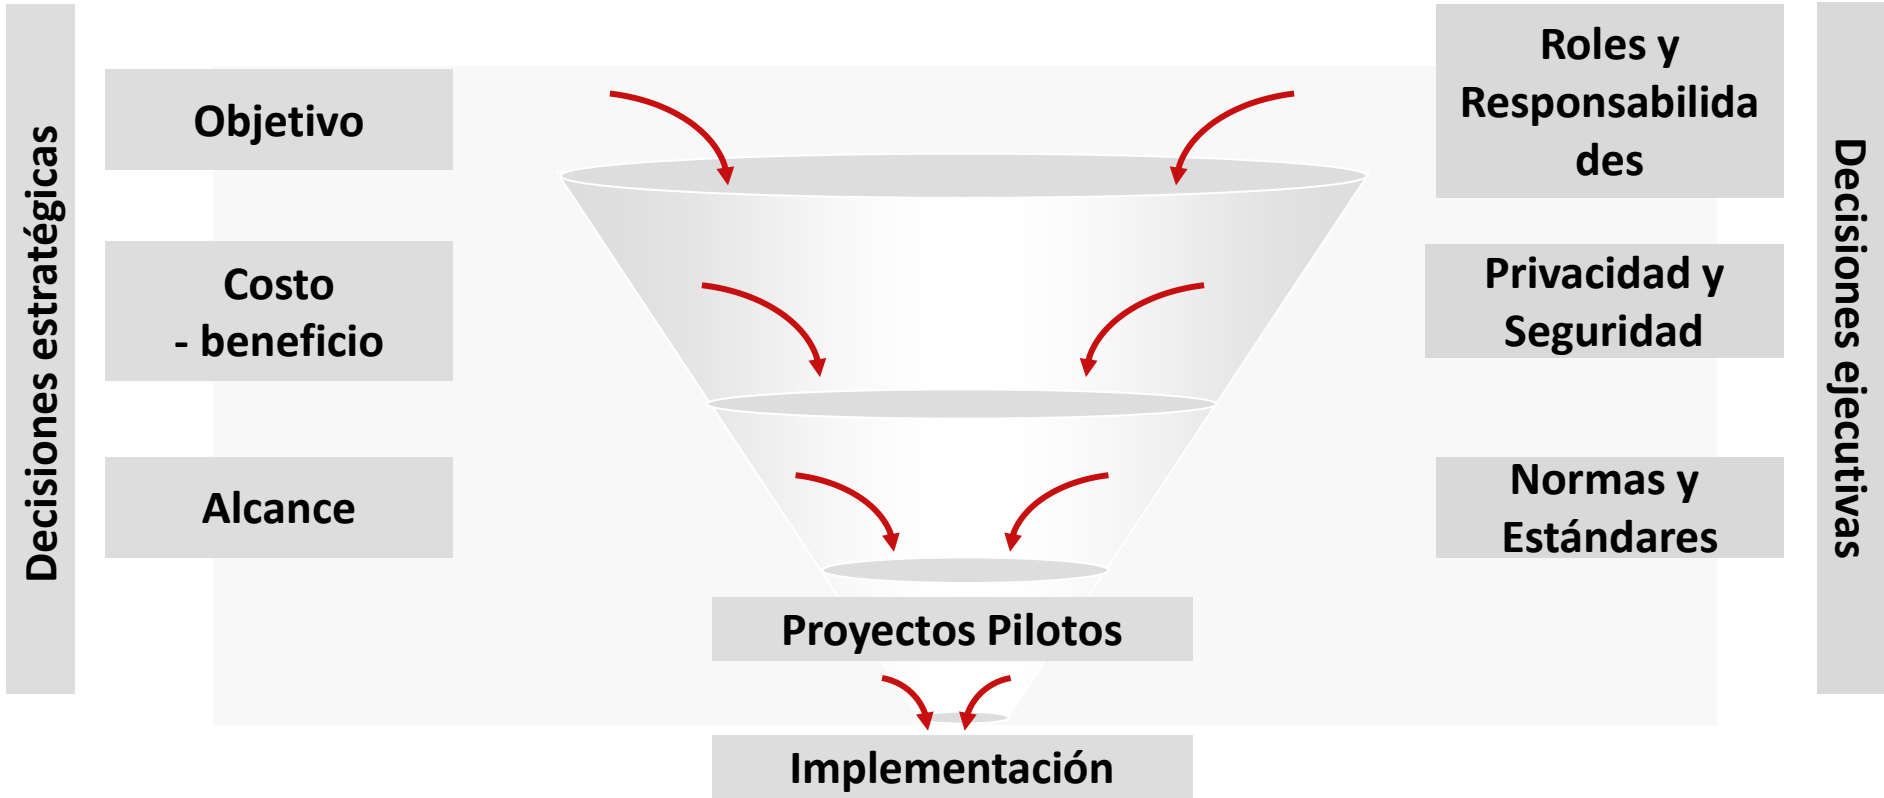 Decisiones estratégicas
Objetivo
Costo
- beneficio
Alcance
Roles y
Responsabilida
des
Privacidad y
Seguridad
Normas y
Estándares
Decisiones ejecutivas
Proyectos Pilotos
Implementación